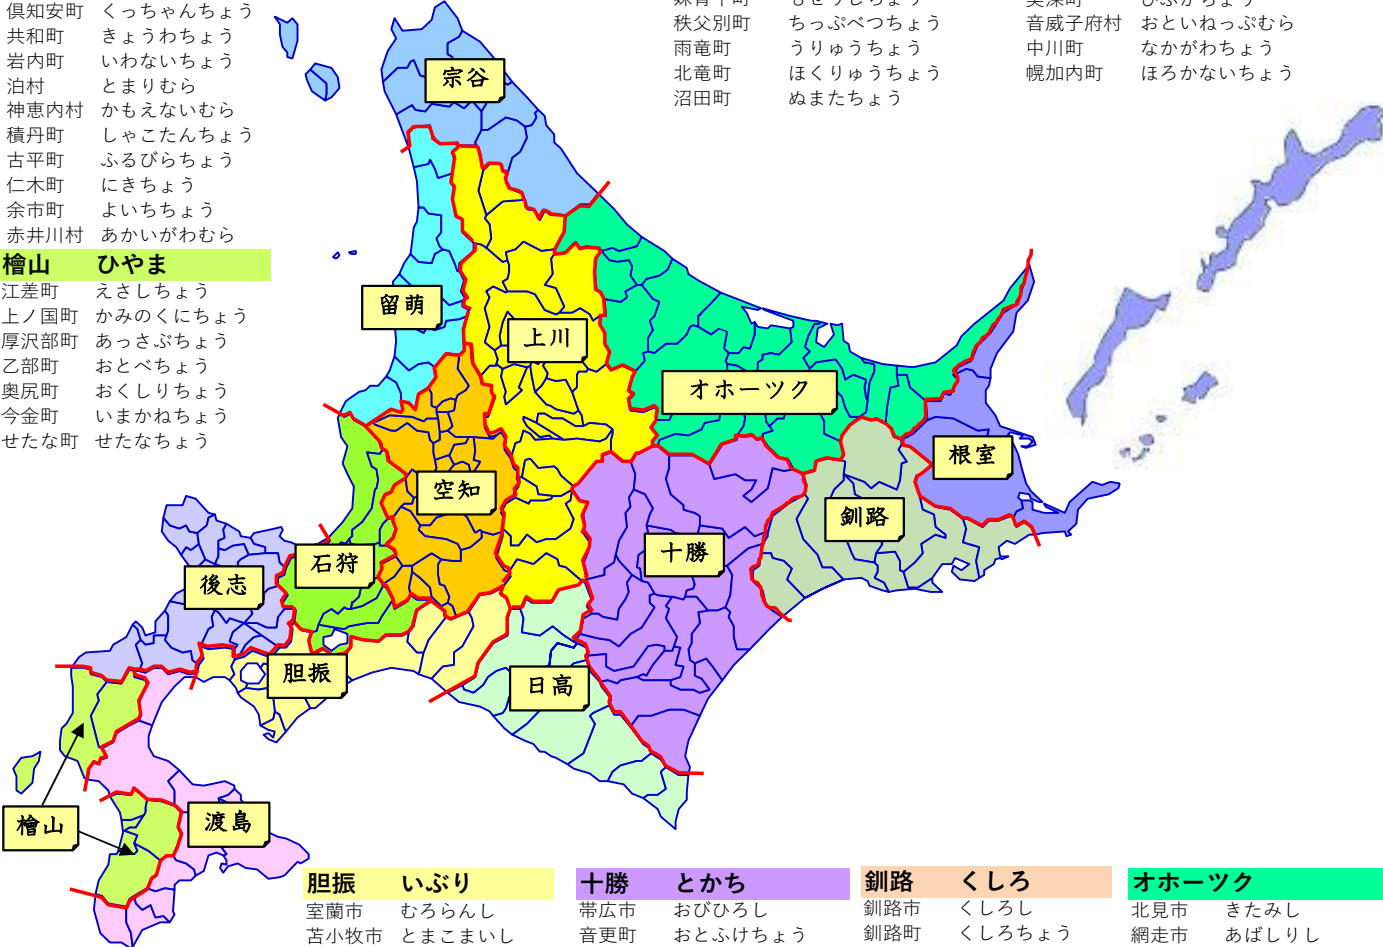 倶知安町 くっちゃんちょう
共和町 きょうわちょう
岩内町 いわないちょう
泊村 とまりむら
神恵内村 かもえないむら
積丹町 しゃこたんちょう
古平町 ふるびらちょう
仁木町 にきちょう
余市町 よいちちょう
赤井川村 あかいがわむら
檜山 ひやま
江差町 えさしちょう
上ノ国町 かみのくにちょう
厚沢部町 あっさぶちょう
乙部町 おとべちょう
奥尻町 おくしりちょう
今金町 いまかねちょう
せたな町 せたなちょう
秩父別町 ちっぷべつちょう
雨竜町 うりゅうちょう
北竜町 ほくりゅうちょう
沼田町 ぬまたちょう
音威子府村 おといねっぷむら
中川町 なかがわちょう
幌加内町 ほろかないちょう
宗谷
留萌
上川
オホーツク
根室
空知
釧路
十勝
石狩
後志
胆振
日高
檜山
渡島
胆振 いぶり
室蘭市 むろらんし
苫小牧市 とまこまいし
十勝 とかち
帯広市 おびひろし
音更町 おとふけちょう
釧路 くしろ
釧路市 くしろし
釧路町 くしろちょう
オホーツク
北見市 きたみし
網走市 あばしりし